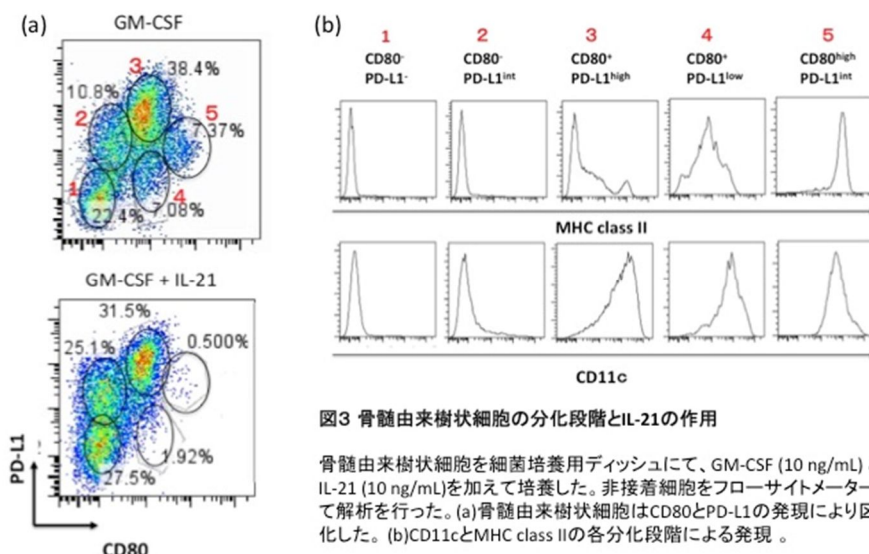 (a)
GM-CSF
3
38.4%
10.8%
2
5
7.37%
1
4
22.4%
7.08%
GM-CSF + IL-21
31.5%
25.1%
0.500%
1.92%
27.5%
PD-L1
CD80
(b)
1 2 3 4 5
CD80- CD80- CD80+ CD80+ CD80high
PD-L1- PD-L1int PD-L1high PD-L1low PD-L1int
MHC class II
CD11c
図3 骨髄由来樹状細胞の分化段階とIL-21の作用
骨髄由来樹状細胞を細菌培養用ディッシュにて、GM-CSF (10 ng/mL)
IL-21 (10 ng/mL)を加えて培養した。非接着細胞をフローサイトメーター
て解析を行った。(a)骨髄由来樹状細胞はCD80とPD-L1の発現により区
化した。(b)CD11cとMHC class IIの各分化段階による発現 。